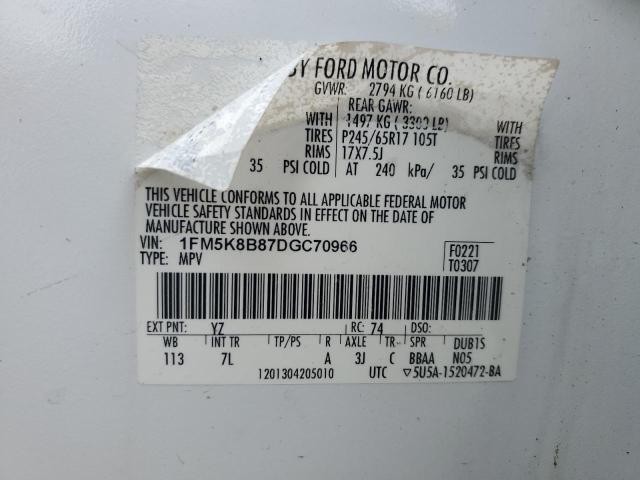 BY FORD MOTOR CO.
GVWR: 2794 KG ( 6160 LB)
REAR GAWR:
WITH 1497 KG ( 3300 LB) WITH
TIRES P245/65R17 105T TIRES
RIMS 17X7.5J RIMS
35 PSI COLD AT 240 kPa/ 35 PSI COLD
THIS VEHICLE CONFORMS TO ALL APPLICABLE FEDERAL MOTOR
VEHICLE SAFETY STANDARDS IN EFFECT ON THE DATE OF
MANUFACTURE SHOWN ABOVE.
VIN: 1FM5K8B87DGC70966 F0221
TYPE: MPV T0307
EXT PNT: YZ RC: 74 DSO:
WB INT TR TP/PS R AXLE TR SPR DUB1S
113 7L A 3J C BBAA N05
1201304205010 UTC ▽5U5A-1520472-BA